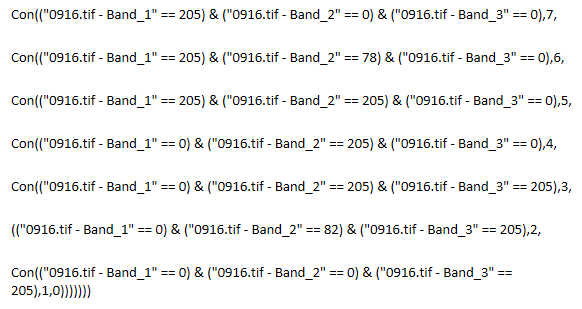 Con(("0916.tif - Band_1" == 205) & ("0916.tif - Band_2" == 0) & ("0916.tif - Band_3" == 0),7,
Con(("0916.tif - Band_1" == 205) & ("0916.tif - Band_2" == 78) & ("0916.tif - Band_3" == 0),6,
Con(("0916.tif - Band_1" == 205) & ("0916.tif - Band_2" == 205) & ("0916.tif - Band_3" == 0),5,
Con(("0916.tif - Band_1" == 0) & ("0916.tif - Band_2" == 205) & ("0916.tif - Band_3" == 0),4,
Con(("0916.tif - Band_1" == 0) & ("0916.tif - Band_2" == 205) & ("0916.tif - Band_3" == 205),3,
(("0916.tif - Band_1" == 0) & ("0916.tif - Band_2" == 82) & ("0916.tif - Band_3" == 205),2,
Con(("0916.tif - Band_1" == 0) & ("0916.tif - Band_2" == 0) & ("0916.tif - Band_3" ==
205),1,0)))))))